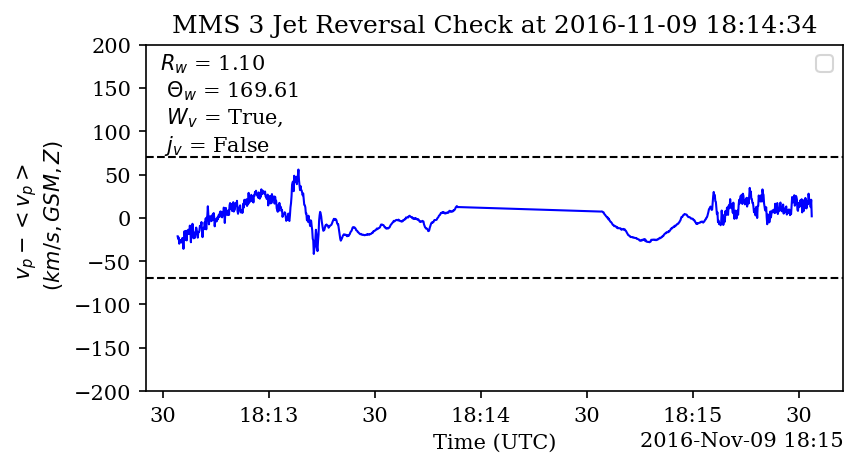 MMS 3 Jet Reversal Check at 2016-11-09 18:14:34
200
150
100
50
0
−50
−100
−150
−200
v_p − < v_p >
(km/s, GSM, Z)
R_w = 1.10
Θ_w = 169.61
W_v = True,
j_v = False
30 18:13 30 18:14 30 18:15 30
Time (UTC)
2016-Nov-09 18:15